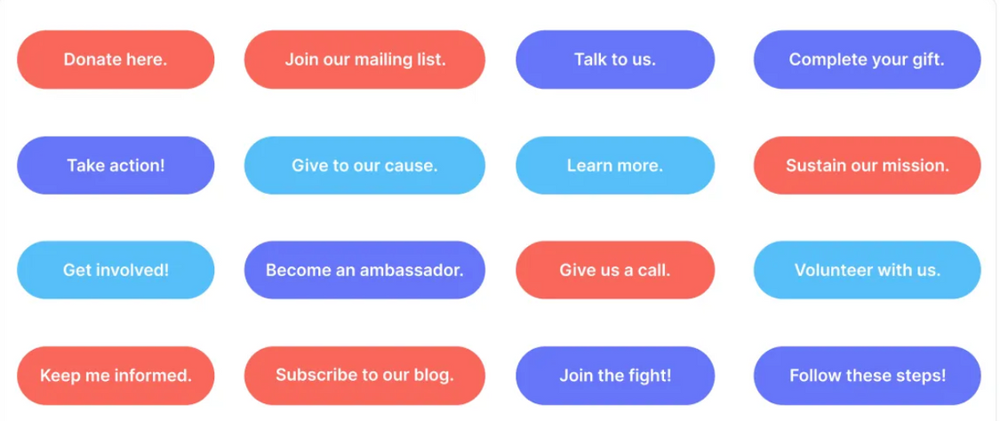 Donate here.
Join our mailing list.
Talk to us.
Complete your gift.
Take action!
Give to our cause.
Learn more.
Sustain our mission.
Get involved!
Become an ambassador.
Give us a call.
Volunteer with us.
Keep me informed.
Subscribe to our blog.
Join the fight!
Follow these steps!